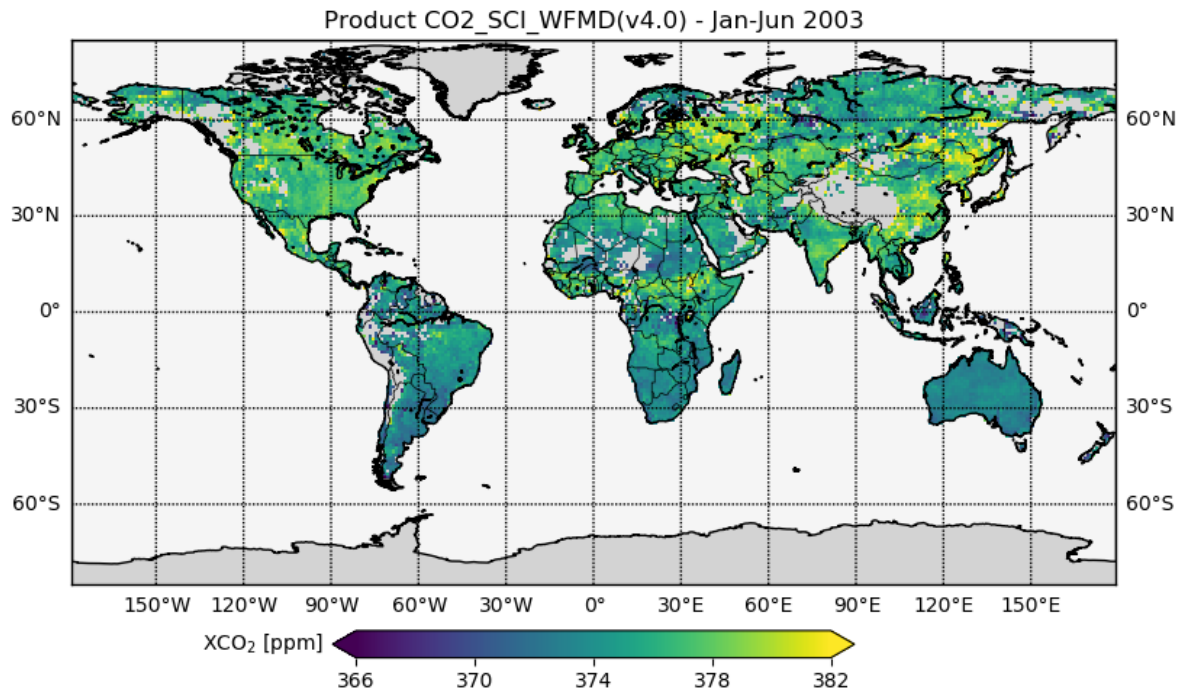 Product CO2_SCI_WFMD(v4.0) - Jan-Jun 2003
60°N 60°N
30°N 30°N
0° 0°
30°S 30°S
60°S 60°S
150°W 120°W 90°W 60°W 30°W 0° 30°E 60°E 90°E 120°E 150°E
XCO₂ [ppm]
366 370 374 378 382